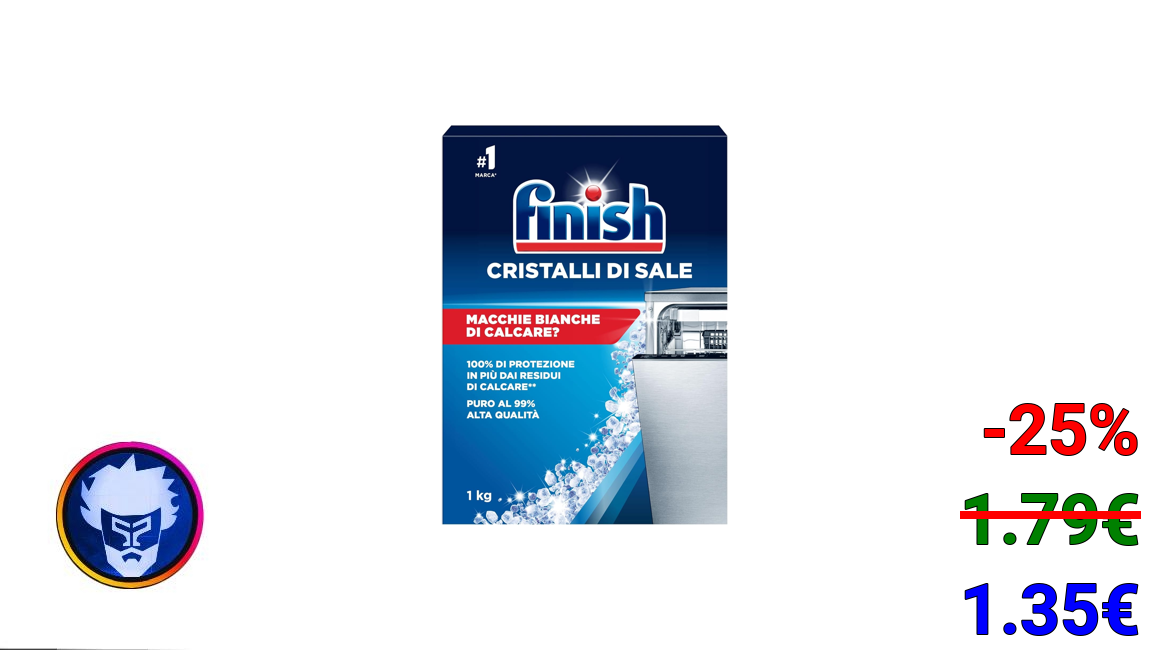 #1
MARCA*
finish
CRISTALLI DI SALE
MACCHIE BIANCHE
DI CALCARE?
100% DI PROTEZIONE
IN PIÙ DAI RESIDUI
DI CALCARE**
PURO AL 99%
ALTA QUALITÀ
1 kg
-25%
1.79€
1.35€